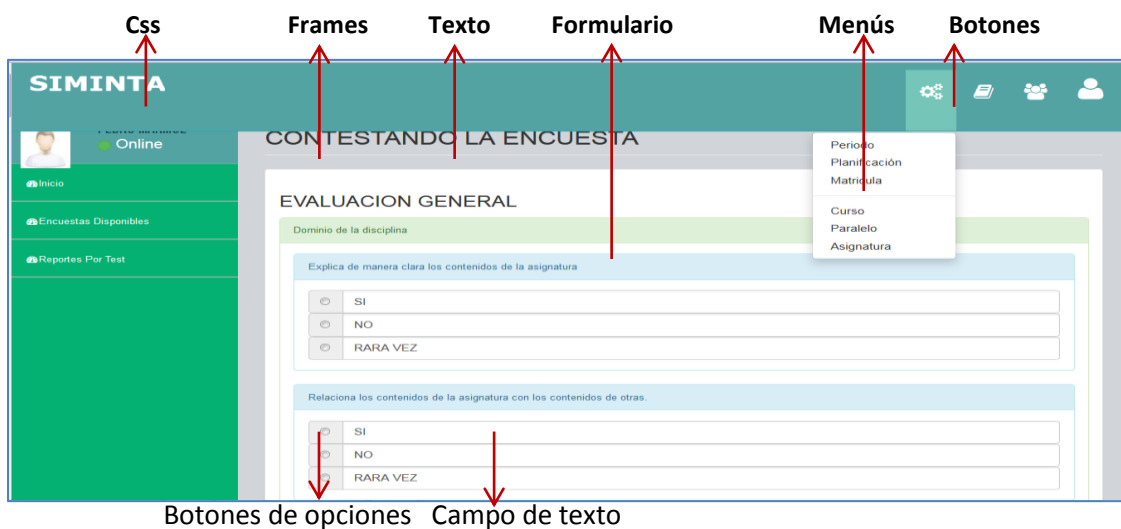 Css Frames Texto Formulario Menús Botones
SIMINTA
Online
CONTESTANDO LA ENCUESTA
Inicio
Encuestas Disponibles
Reportes Por Test
Periodo
Planificación
Matricula
Curso
Paralelo
Asignatura
EVALUACION GENERAL
Dominio de la disciplina
Explica de manera clara los contenidos de la asignatura
SI
NO
RARA VEZ
Relaciona los contenidos de la asignatura con los contenidos de otras.
SI
NO
RARA VEZ
Botones de opciones Campo de texto